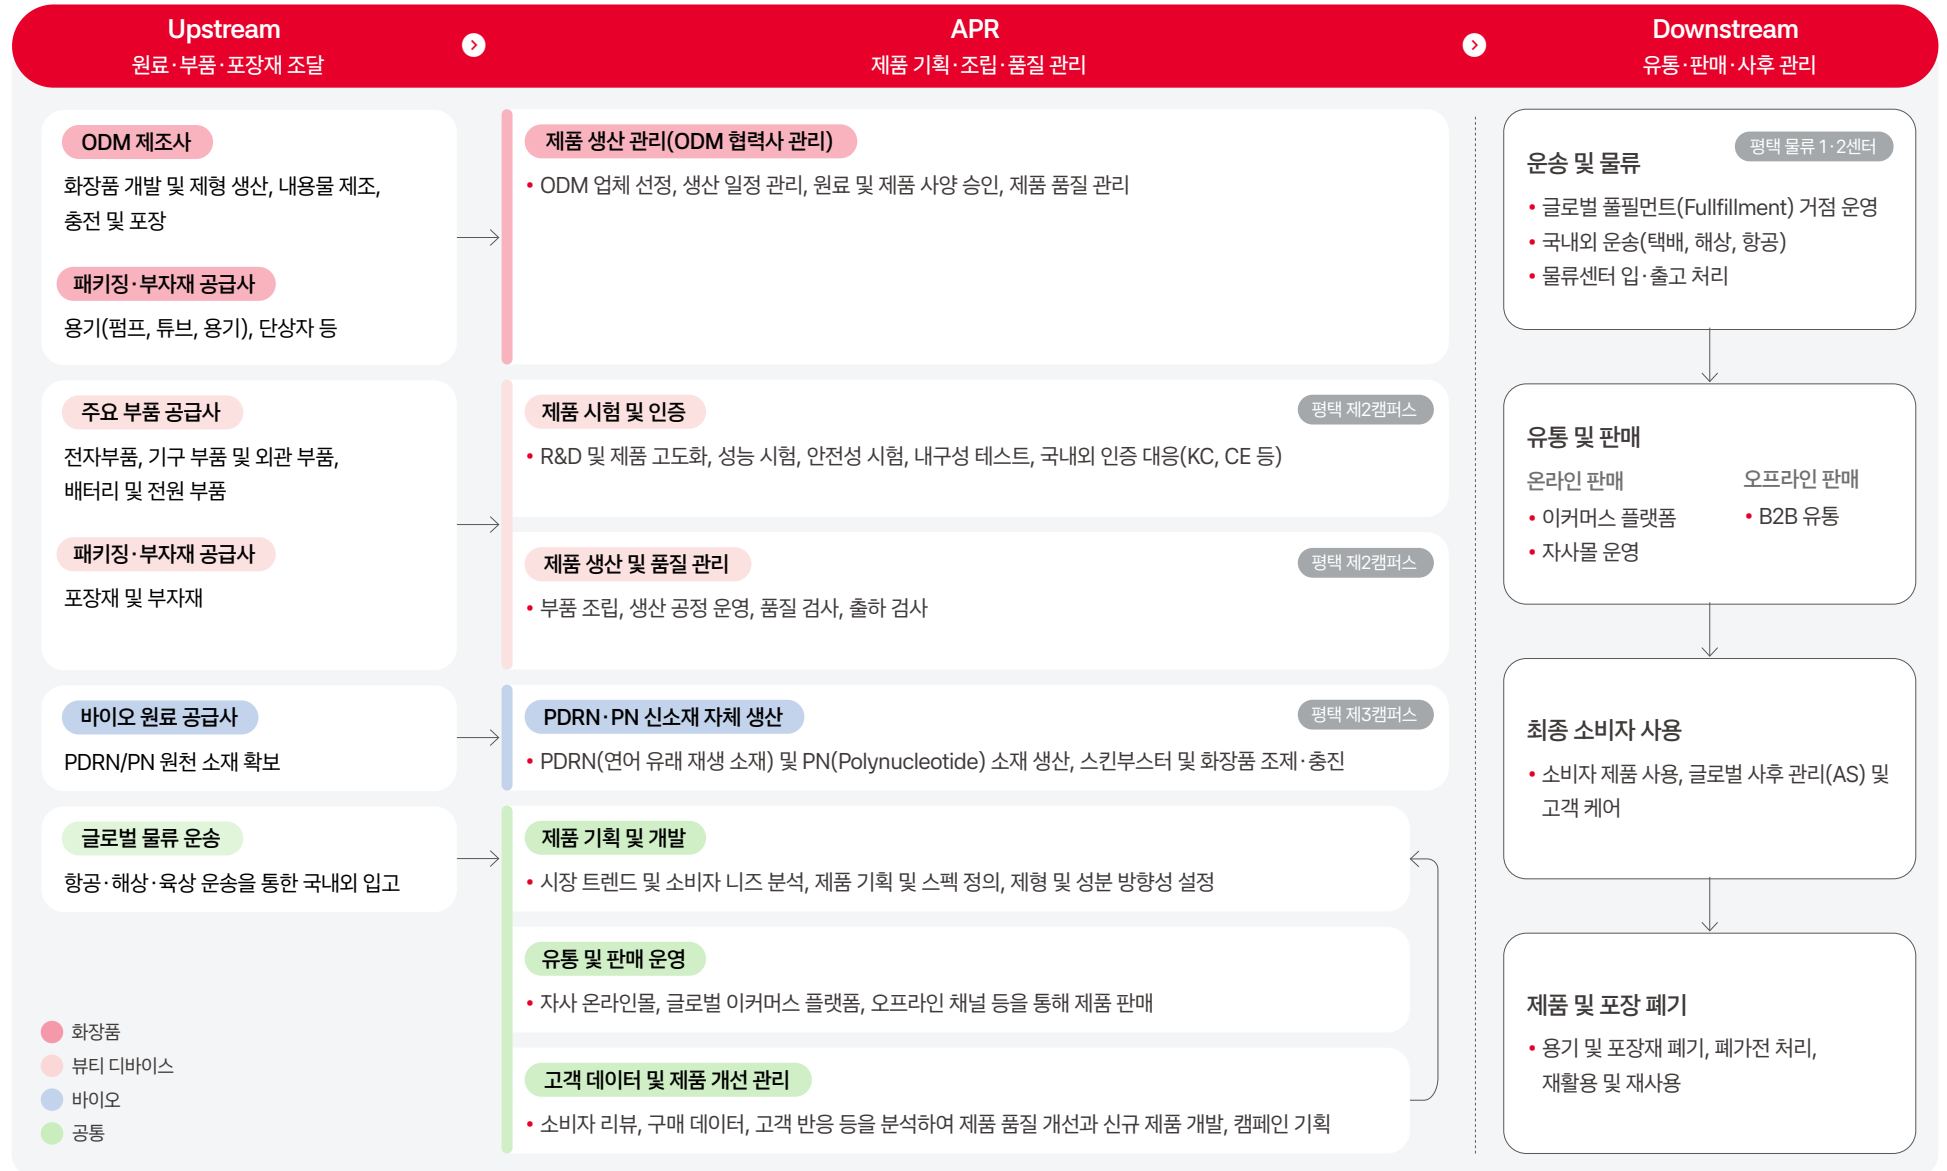 Upstream
원료·부품·포장재 조달
APR
제품 기획·조립·품질 관리
Downstream
유통·판매·사후 관리
ODM 제조사
화장품 개발 및 제형 생산, 내용물 제조,
충전 및 포장
패키징·부자재 공급사
용기(펌프, 튜브, 용기), 단상자 등
제품 생산 관리(ODM 협력사 관리)
• ODM 업체 선정, 생산 일정 관리, 원료 및 제품 사양 승인, 제품 품질 관리
주요 부품 공급사
전자부품, 기구 부품 및 외관 부품,
배터리 및 전원 부품
패키징·부자재 공급사
포장재 및 부자재
제품 시험 및 인증
평택 제2캠퍼스
• R&D 및 제품 고도화, 성능 시험, 안전성 시험, 내구성 테스트, 국내외 인증 대응(KC, CE 등)
제품 생산 및 품질 관리
평택 제2캠퍼스
• 부품 조립, 생산 공정 운영, 품질 검사, 출하 검사
바이오 원료 공급사
PDRN/PN 원천 소재 확보
PDRN·PN 신소재 자체 생산
평택 제3캠퍼스
• PDRN(연어 유래 재생 소재) 및 PN(Polynucleotide) 소재 생산, 스킨부스터 및 화장품 조제·충진
글로벌 물류 운송
항공·해상·육상 운송을 통한 국내외 입고
제품 기획 및 개발
• 시장 트렌드 및 소비자 니즈 분석, 제품 기획 및 스펙 정의, 제형 및 성분 방향성 설정
유통 및 판매 운영
• 자사 온라인몰, 글로벌 이커머스 플랫폼, 오프라인 채널 등을 통해 제품 판매
고객 데이터 및 제품 개선 관리
• 소비자 리뷰, 구매 데이터, 고객 반응 등을 분석하여 제품 품질 개선과 신규 제품 개발, 캠페인 기획
화장품
뷰티 디바이스
바이오
공통
운송 및 물류
평택 물류 1·2센터
• 글로벌 풀필먼트(Fullfillment) 거점 운영
• 국내외 운송(택배, 해상, 항공)
• 물류센터 입·출고 처리
유통 및 판매
온라인 판매
• 이커머스 플랫폼
• 자사몰 운영
오프라인 판매
• B2B 유통
최종 소비자 사용
• 소비자 제품 사용, 글로벌 사후 관리(AS) 및
고객 케어
제품 및 포장 폐기
• 용기 및 포장재 폐기, 폐가전 처리,
재활용 및 재사용